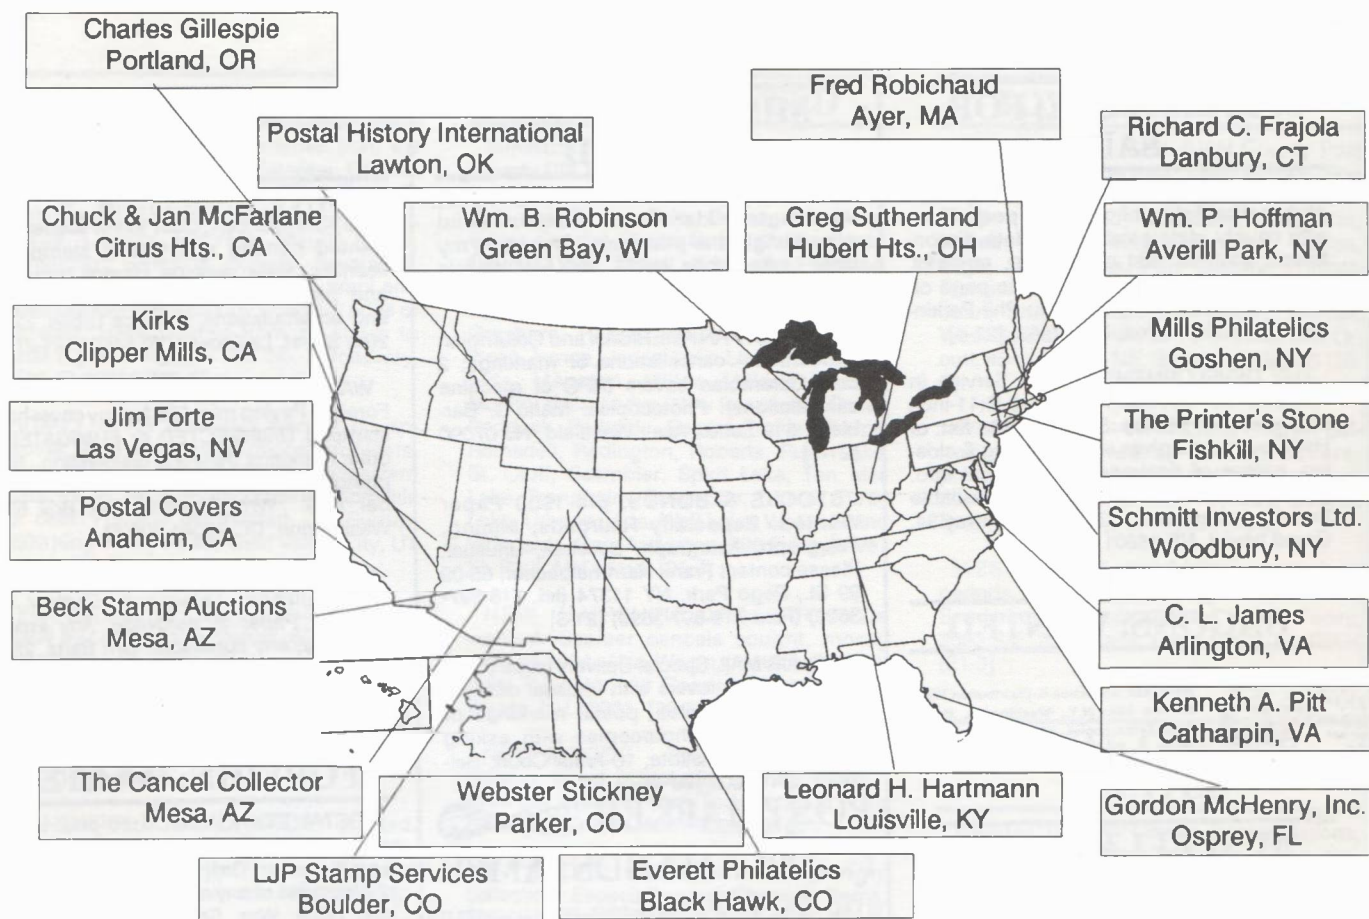 Charles Gillespie
Portland, OR
Fred Robichaud
Ayer, MA
Postal History International
Lawton, OK
Richard C. Frajola
Danbury, CT
Chuck & Jan McFarlane
Citrus Hts., CA
Wm. B. Robinson
Green Bay, WI
Greg Sutherland
Hubert Hts., OH
Wm. P. Hoffman
Averill Park, NY
Kirks
Clipper Mills, CA
Mills Philatelics
Goshen, NY
Jim Forte
Las Vegas, NV
The Printer's Stone
Fishkill, NY
Postal Covers
Anaheim, CA
Schmitt Investors Ltd.
Woodbury, NY
Beck Stamp Auctions
Mesa, AZ
C. L. James
Arlington, VA
Kenneth A. Pitt
Catharpin, VA
The Cancel Collector
Mesa, AZ
Webster Stickney
Parker, CO
Leonard H. Hartmann
Louisville, KY
Gordon McHenry, Inc.
Osprey, FL
LJP Stamp Services
Boulder, CO
Everett Philatelics
Black Hawk, CO